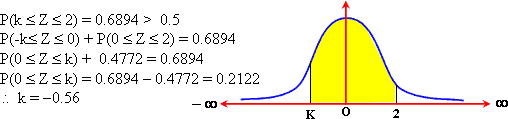 P(k ≤ Z ≤ 2) = 0.6894 > 0.5
P(-k≤ Z ≤ 0) + P(0 ≤ Z ≤ 2) = 0.6894
P(0 ≤ Z ≤ k) + 0.4772 = 0.6894
P(0 ≤ Z ≤ k) = 0.6894 – 0.4772 = 0.2122
∴ k = –0.56
– ∞ K O 2 ∞